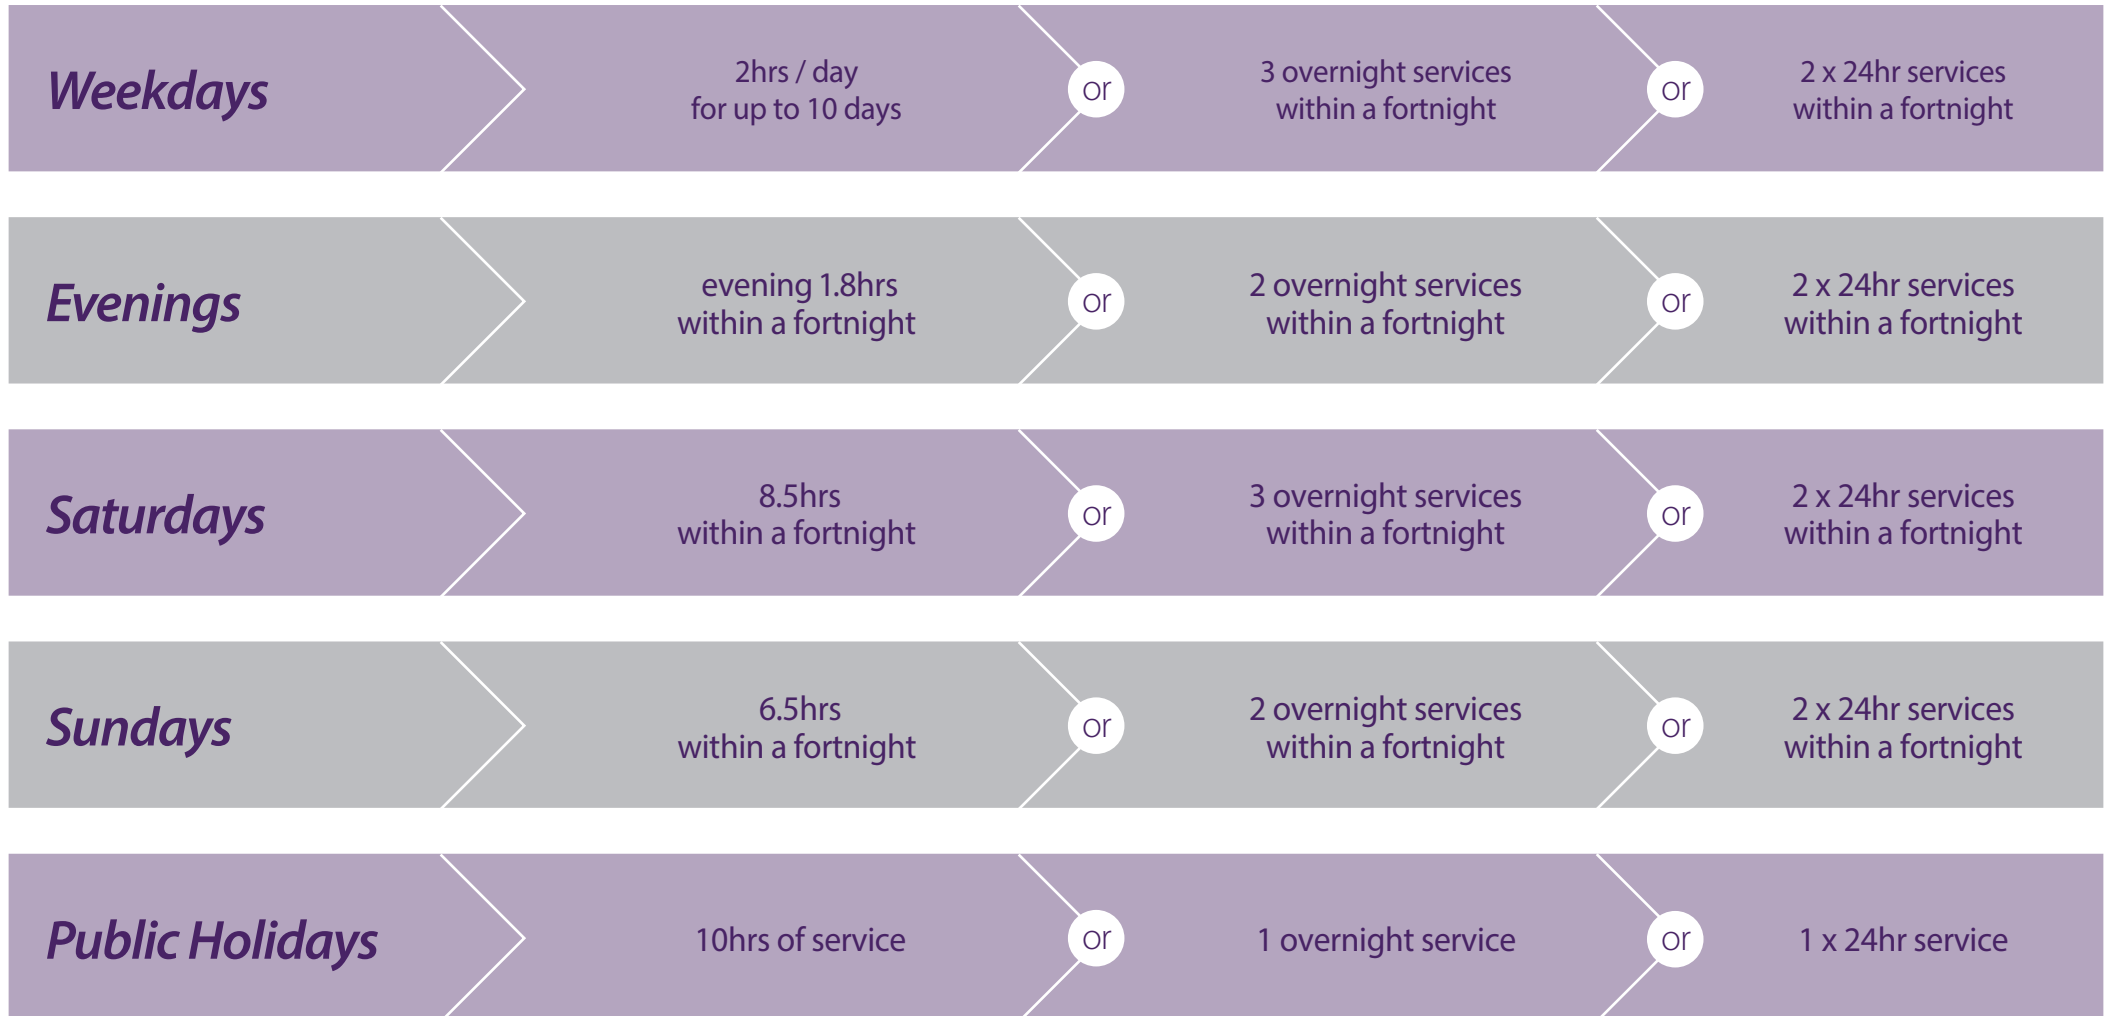 Weekdays
2hrs / day
for up to 10 days
or
3 overnight services
within a fortnight
or
2 x 24hr services
within a fortnight
Evenings
evening 1.8hrs
within a fortnight
or
2 overnight services
within a fortnight
or
2 x 24hr services
within a fortnight
Saturdays
8.5hrs
within a fortnight
or
3 overnight services
within a fortnight
or
2 x 24hr services
within a fortnight
Sundays
6.5hrs
within a fortnight
or
2 overnight services
within a fortnight
or
2 x 24hr services
within a fortnight
Public Holidays
10hrs of service
or
1 overnight service
or
1 x 24hr service